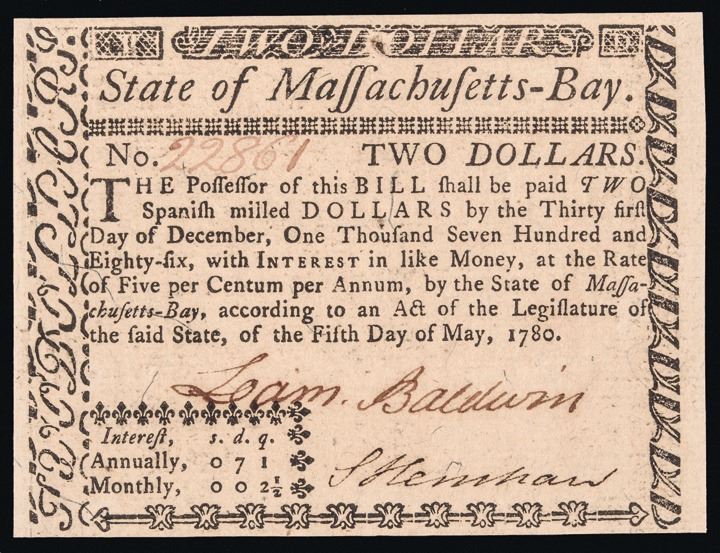 TWO DOLLARS
State of Maſſachuſetts-Bay.
No. 22861 TWO DOLLARS.
THE Poſſeſſor of this BILL ſhall be paid TWO
Spaniſh milled DOLLARS by the Thirty firſt
Day of December, One Thouſand Seven Hundred and
Eighty-ſix, with INTEREST in like Money, at the Rate
of Five per Centum per Annum, by the State of Maſſa-
chuſetts-Bay, according to an Act of the Legiſlature of
the ſaid State, of the Fifth Day of May, 1780.
Loam. Baldwin
Intereſt, s. d. q.
Annually, 0 7 1
Monthly, 0 0 2½
S Henshaw